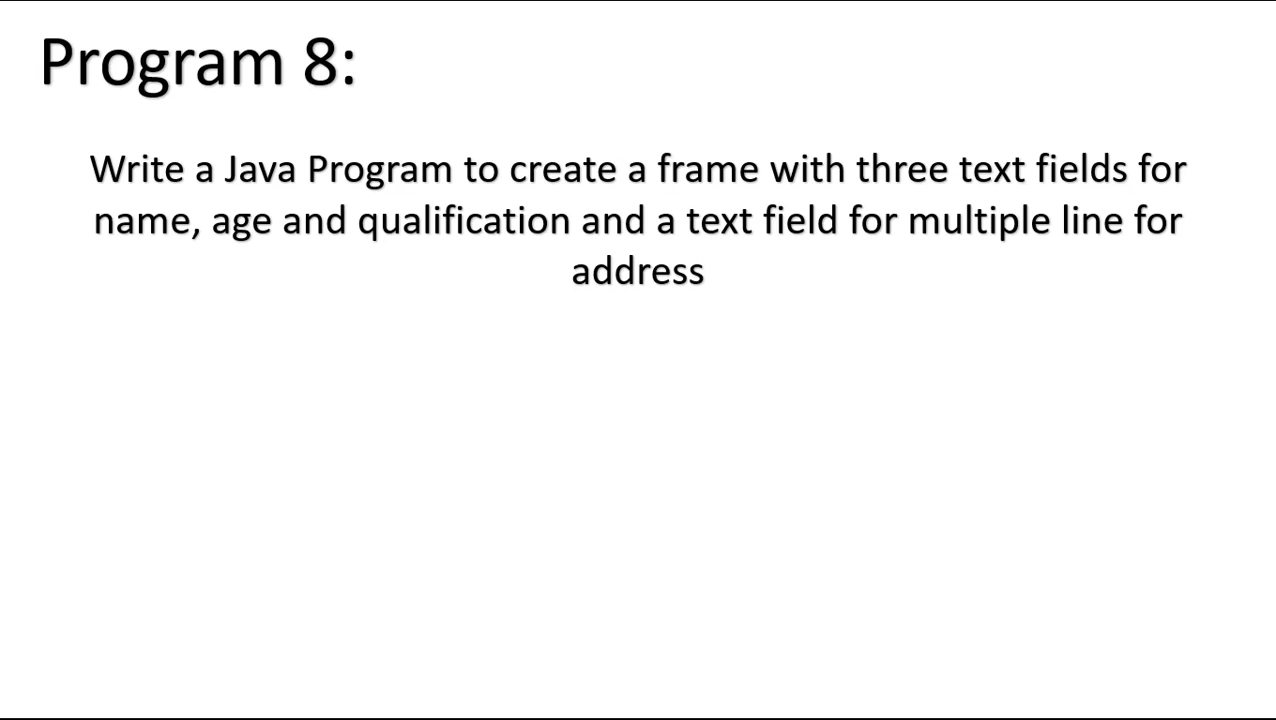 Program 8:
Write a Java Program to create a frame with three text fields for
name, age and qualification and a text field for multiple line for
address